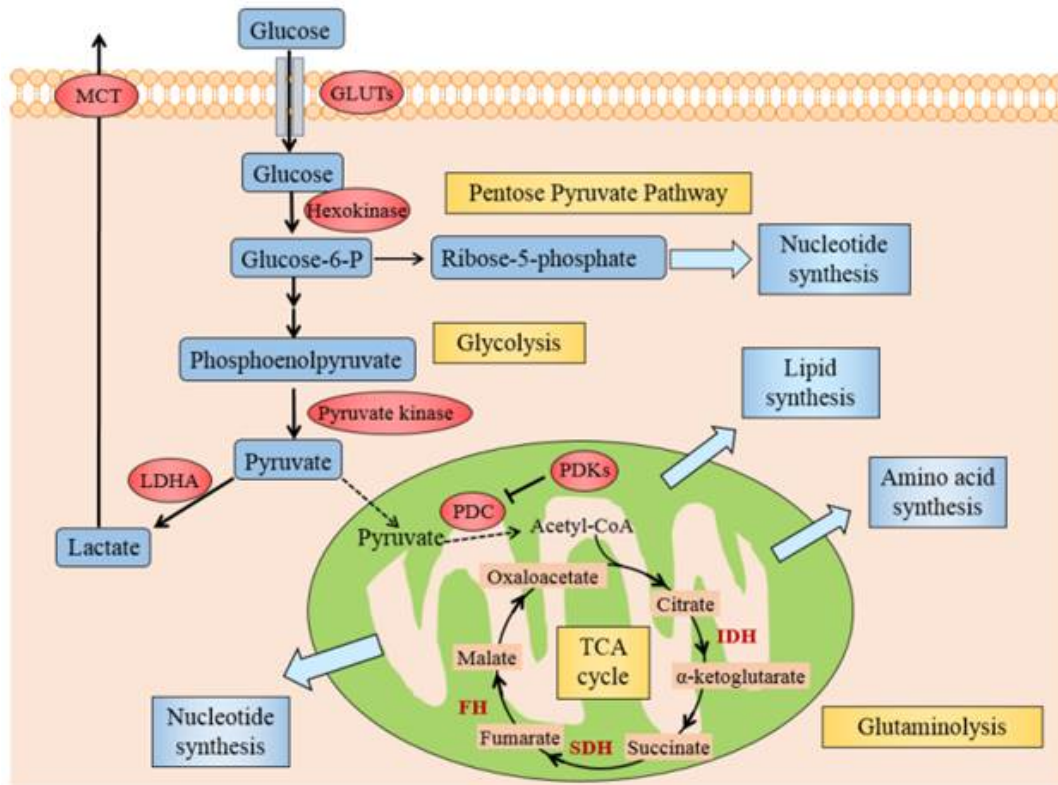 Glucose
MCT
GLUTs
Glucose
Hexokinase
Pentose Pyruvate Pathway
Glucose-6-P
Ribose-5-phosphate
Nucleotide
synthesis
Phosphoenolpyruvate
Glycolysis
Lipid
synthesis
Pyruvate kinase
Pyruvate
LDHA
PDKs
Amino acid
synthesis
PDC
Lactate
Pyruvate
Acetyl-CoA
Oxaloacetate
Citrate
IDH
TCA
cycle
Malate
α-ketoglutarate
FH
Nucleotide
synthesis
Fumarate
SDH
Succinate
Glutaminolysis